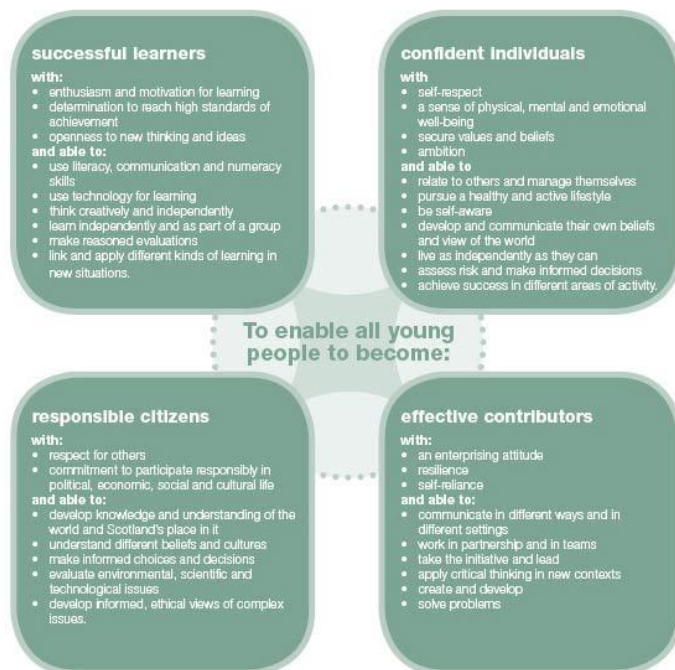 successful learners
with:
• enthusiasm and motivation for learning
• determination to reach high standards of
achievement
• openness to new thinking and ideas
and able to:
• use literacy, communication and numeracy
skills
• use technology for learning
• think creatively and independently
• learn independently and as part of a group
• make reasoned evaluations
• link and apply different kinds of learning in
new situations.
confident individuals
with
• self-respect
• a sense of physical, mental and emotional
well-being
• secure values and beliefs
• ambition
and able to
• relate to others and manage themselves
• pursue a healthy and active lifestyle
• be self-aware
• develop and communicate their own beliefs
and view of the world
• live as independently as they can
• assess risk and make informed decisions
• achieve success in different areas of activity.
To enable all young
people to become:
responsible citizens
with:
• respect for others
• commitment to participate responsibly in
political, economic, social and cultural life
and able to:
• develop knowledge and understanding of the
world and Scotland's place in it
• understand different beliefs and cultures
• make informed choices and decisions
• evaluate environmental, scientific and
technological issues
• develop informed, ethical views of complex
issues.
effective contributors
with:
• an enterprising attitude
• resilience
• self-reliance
and able to:
• communicate in different ways and in
different settings
• work in partnership and in teams
• take the initiative and lead
• apply critical thinking in new contexts
• create and develop
• solve problems